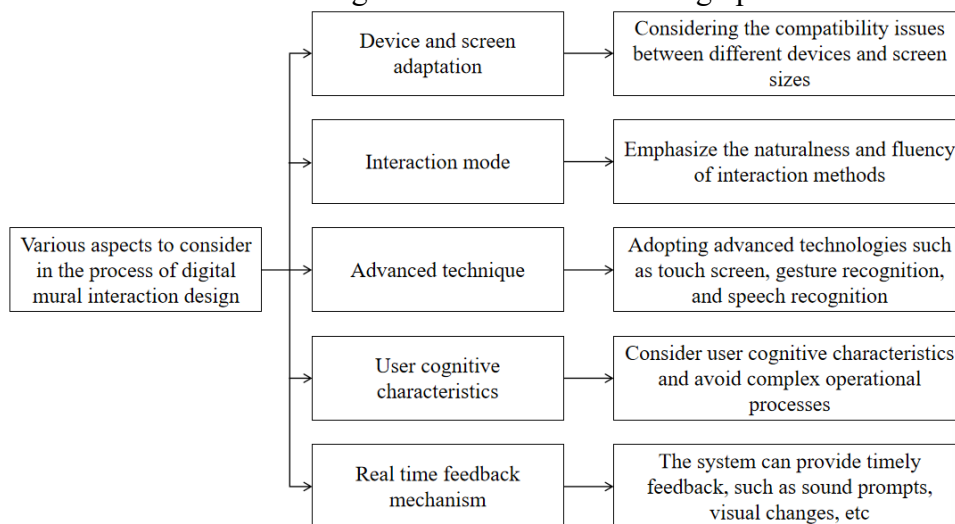 Device and screen
adaptation
Considering the compatibility issues
between different devices and screen
sizes
Interaction mode
Emphasize the naturalness and fluency
of interaction methods
Various aspects to consider
in the process of digital
mural interaction design
Advanced technique
Adopting advanced technologies such
as touch screen, gesture recognition,
and speech recognition
User cognitive
characteristics
Consider user cognitive characteristics
and avoid complex operational
processes
Real time feedback
mechanism
The system can provide timely
feedback, such as sound prompts,
visual changes, etc